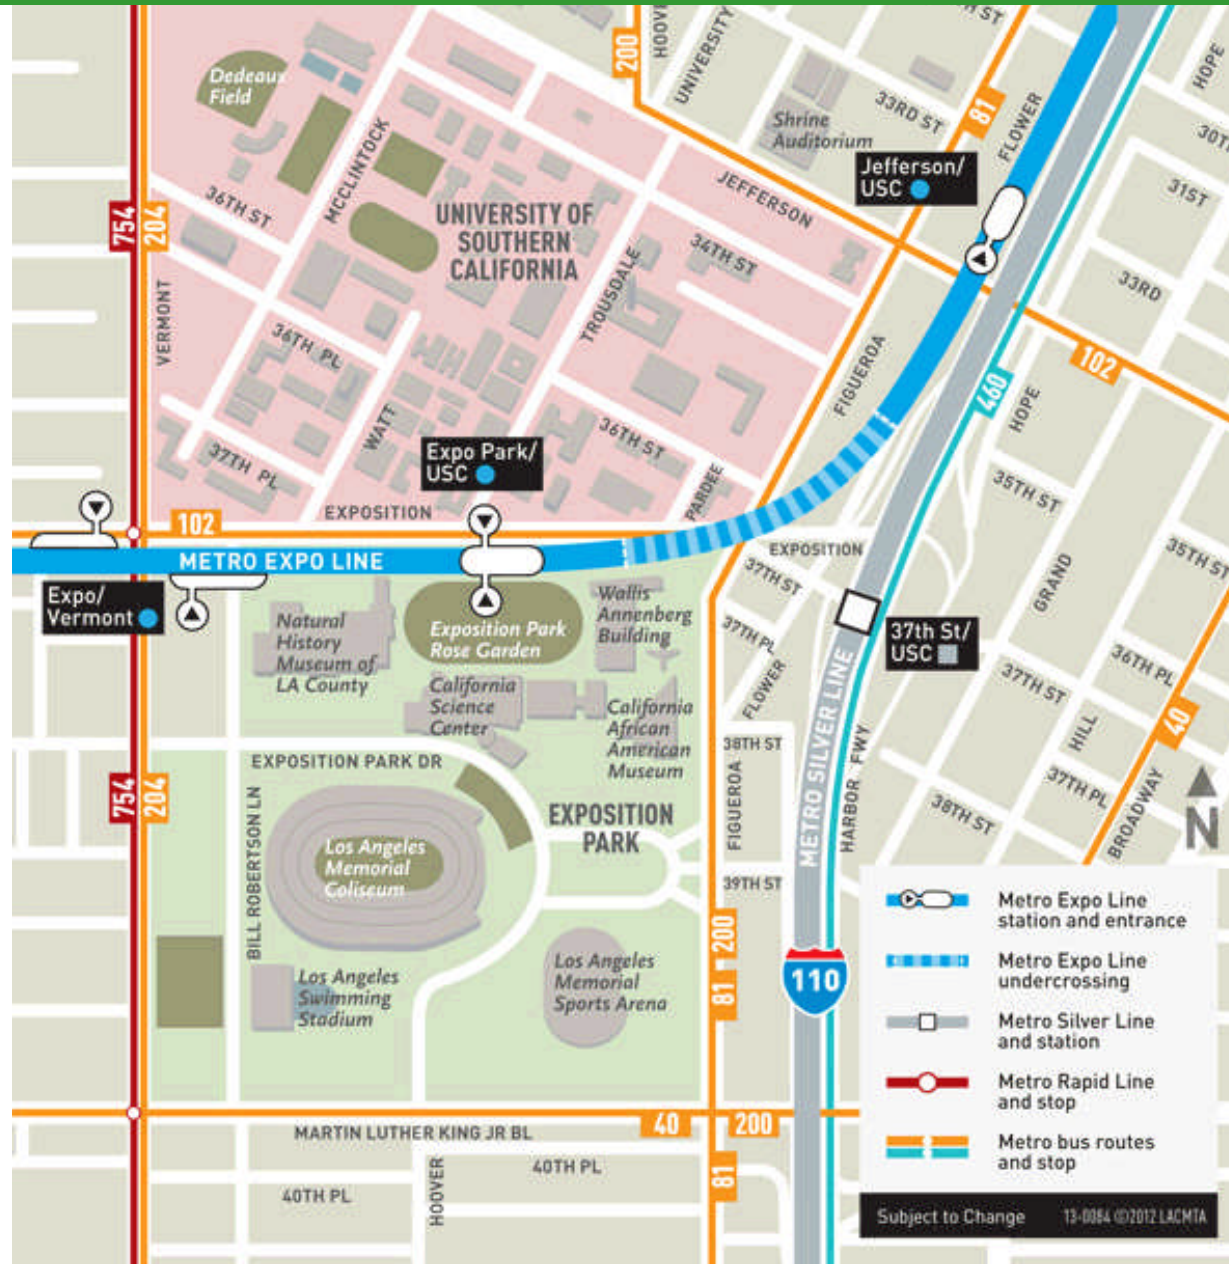 HOOVER
UNIVERSITY
200
TH ST
HOPE
Dedeaux
Field
81
FLOWER
33RD ST
Shrine
Auditorium
30T
MCCLINTOCK
Jefferson/
USC
JEFFERSON
31ST
36TH ST
UNIVERSITY OF
SOUTHERN
CALIFORNIA
754
204
34TH ST
TROUSDALE
33RD
VERMONT
36TH PL
FIGUEROA
102
460
HOPE
WATT
36TH ST
37TH PL
Expo Park/
USC
PARDEE
35TH ST
EXPOSITION
102
METRO EXPO LINE
EXPOSITION
35TH ST
37TH ST
GRAND
Expo/
Vermont
Natural
History
Museum of
LA County
Exposition Park
Rose Garden
Wallis
Annenberg
Building
37TH PL
37th St/
USC
36TH PL
FLOWER
37TH ST
California
Science
Center
California
African
American
Museum
METRO SILVER LINE
HILL
40
38TH ST
HARBOR FWY
EXPOSITION PARK DR
37TH PL
BROADWAY
754
204
FIGUEROA
38TH ST
N
EXPOSITION
PARK
BILL ROBERTSON LN
Los Angeles
Memorial
Coliseum
39TH ST
Metro Expo Line
station and entrance
200
81
Los Angeles
Swimming
Stadium
Los Angeles
Memorial
Sports Arena
110
Metro Expo Line
undercrossing
Metro Silver Line
and station
Metro Rapid Line
and stop
MARTIN LUTHER KING JR BL
40
200
Metro bus routes
and stop
40TH PL
81
40TH PL
HOOVER
Subject to Change
13-0084 ©2012 LACMTA